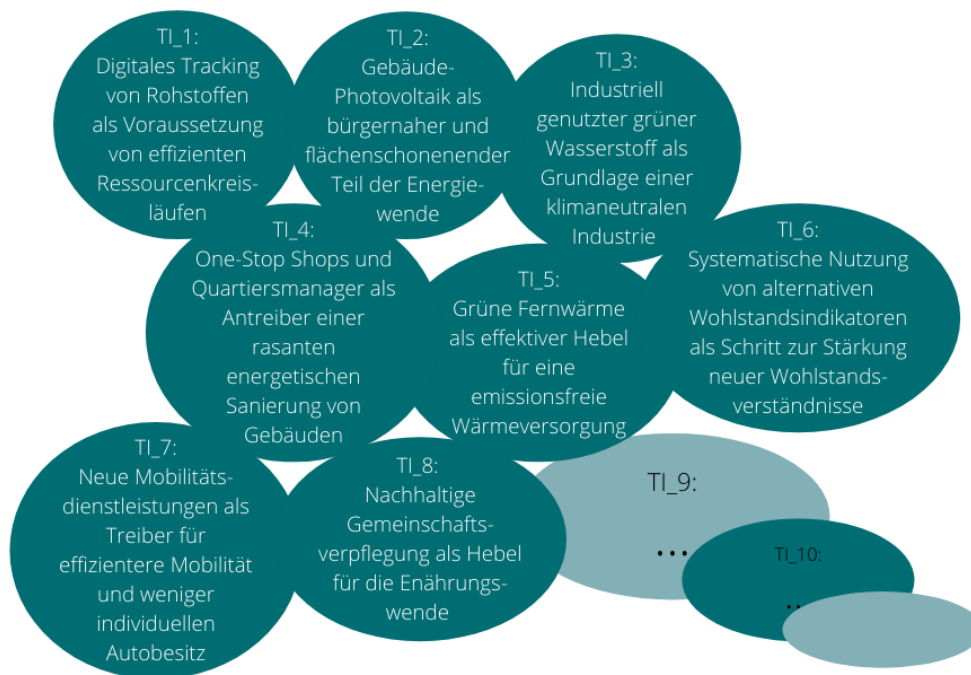 TI_1:
Digitales Tracking
von Rohstoffen
als Voraussetzung
von effizienten
Ressourcenkreis-
läufen
TI_2:
Gebäude-
Photovoltaik als
bürgernaher und
flächenschonenender
Teil der Energie-
wende
TI_3:
Industriell
genutzter grüner
Wasserstoff als
Grundlage einer
klimaneutralen
Industrie
TI_4:
One-Stop Shops und
Quartiersmanager als
Antreiber einer
rasanten
energetischen
Sanierung von
Gebäuden
TI_5:
Grüne Fernwärme
als effektiver Hebel
für eine
emissionsfreie
Wärmeversorgung
TI_6:
Systematische Nutzung
von alternativen
Wohlstandsindikatoren
als Schritt zur Stärkung
neuer Wohlstands-
verständnisse
TI_7:
Neue Mobilitäts-
dienstleistungen als
Treiber für
effizientere Mobilität
und weniger
individuellen
Autobesitz
TI_8:
Nachhaltige
Gemeinschafts-
verpflegung als Hebel
für die Enährungs-
wende
TI_9:
...
TI_10:
..